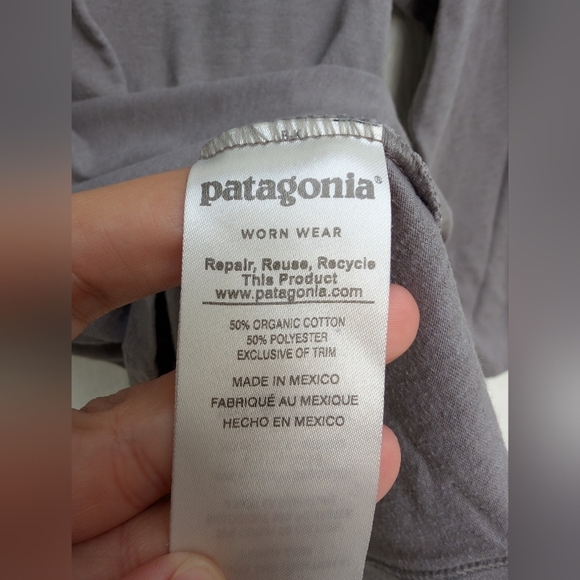 patagonia®
WORN WEAR
Repair, Reuse, Recycle
This Product
www.patagonia.com
50% ORGANIC COTTON
50% POLYESTER
EXCLUSIVE OF TRIM
MADE IN MEXICO
FABRIQUÉ AU MEXIQUE
HECHO EN MEXICO